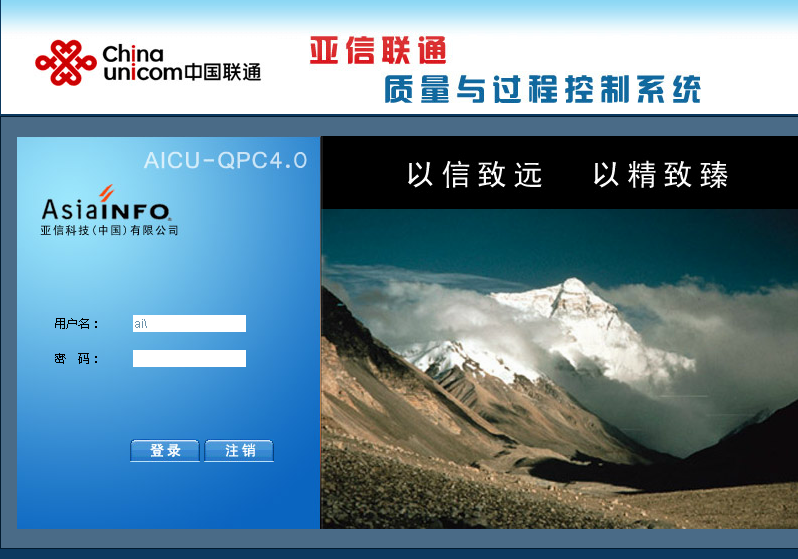 China
unicom中国联通
亚信联通
质量与过程控制系统
AICU-QPC4.0
AsiaINFO
亚信科技(中国)有限公司
以信致远 以精致臻
用户名： ai\
密 码：
登录 注销